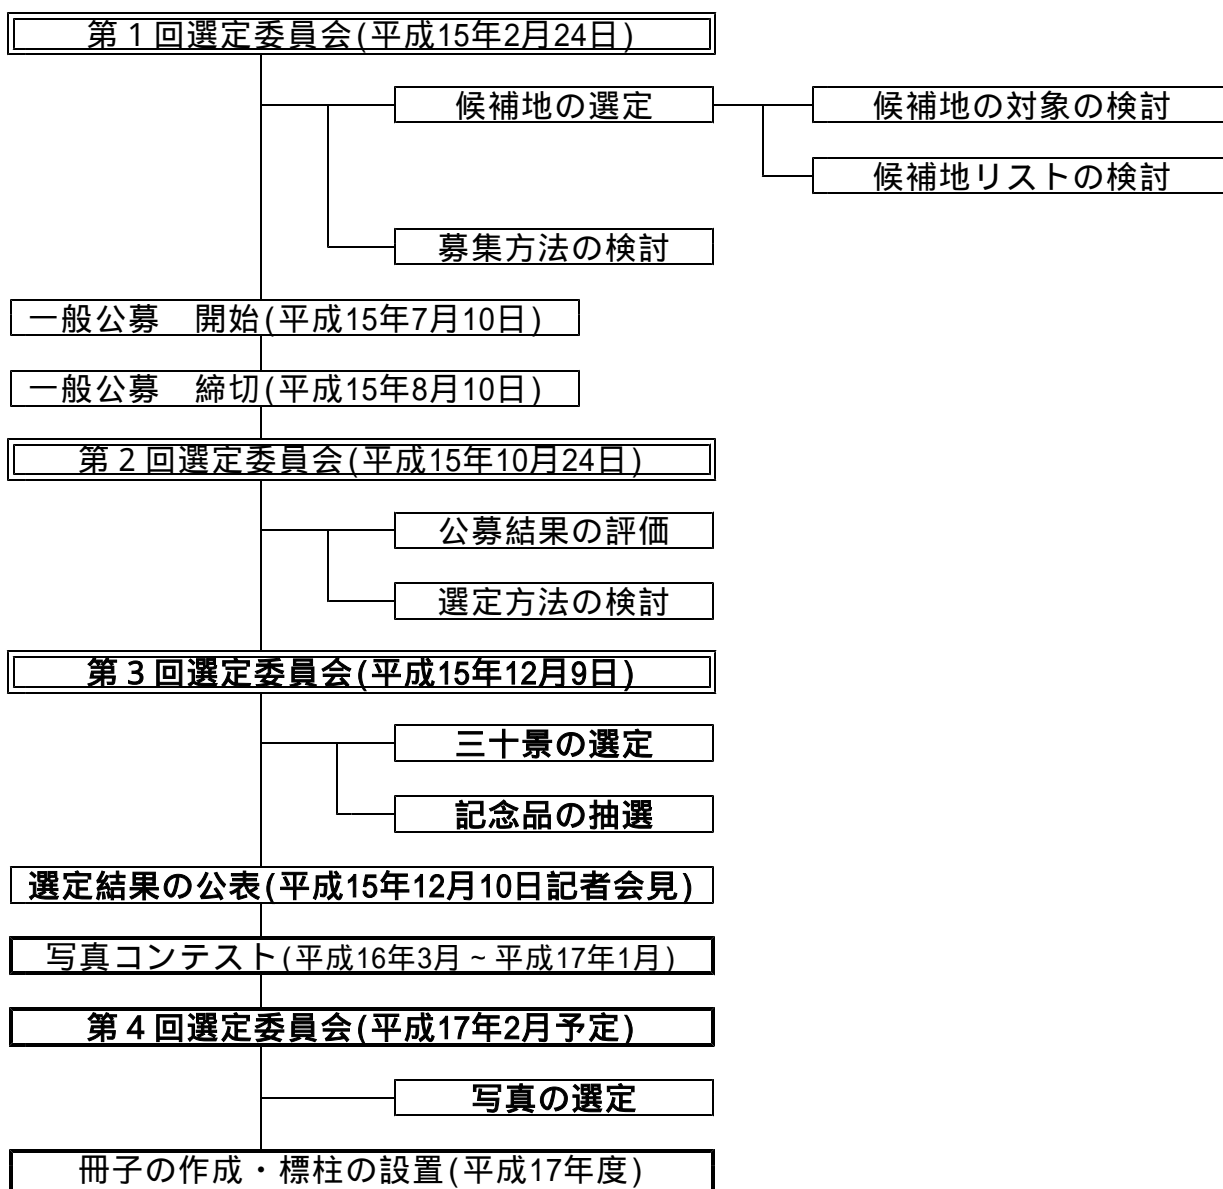 第１回選定委員会(平成15年2月24日)
候補地の選定
候補地の対象の検討
候補地リストの検討
募集方法の検討
一般公募　開始(平成15年7月10日)
一般公募　締切(平成15年8月10日)
第２回選定委員会(平成15年10月24日)
公募結果の評価
選定方法の検討
第３回選定委員会(平成15年12月9日)
三十景の選定
記念品の抽選
選定結果の公表(平成15年12月10日記者会見)
写真コンテスト(平成16年3月～平成17年1月)
第４回選定委員会(平成17年2月予定)
写真の選定
冊子の作成・標柱の設置(平成17年度)